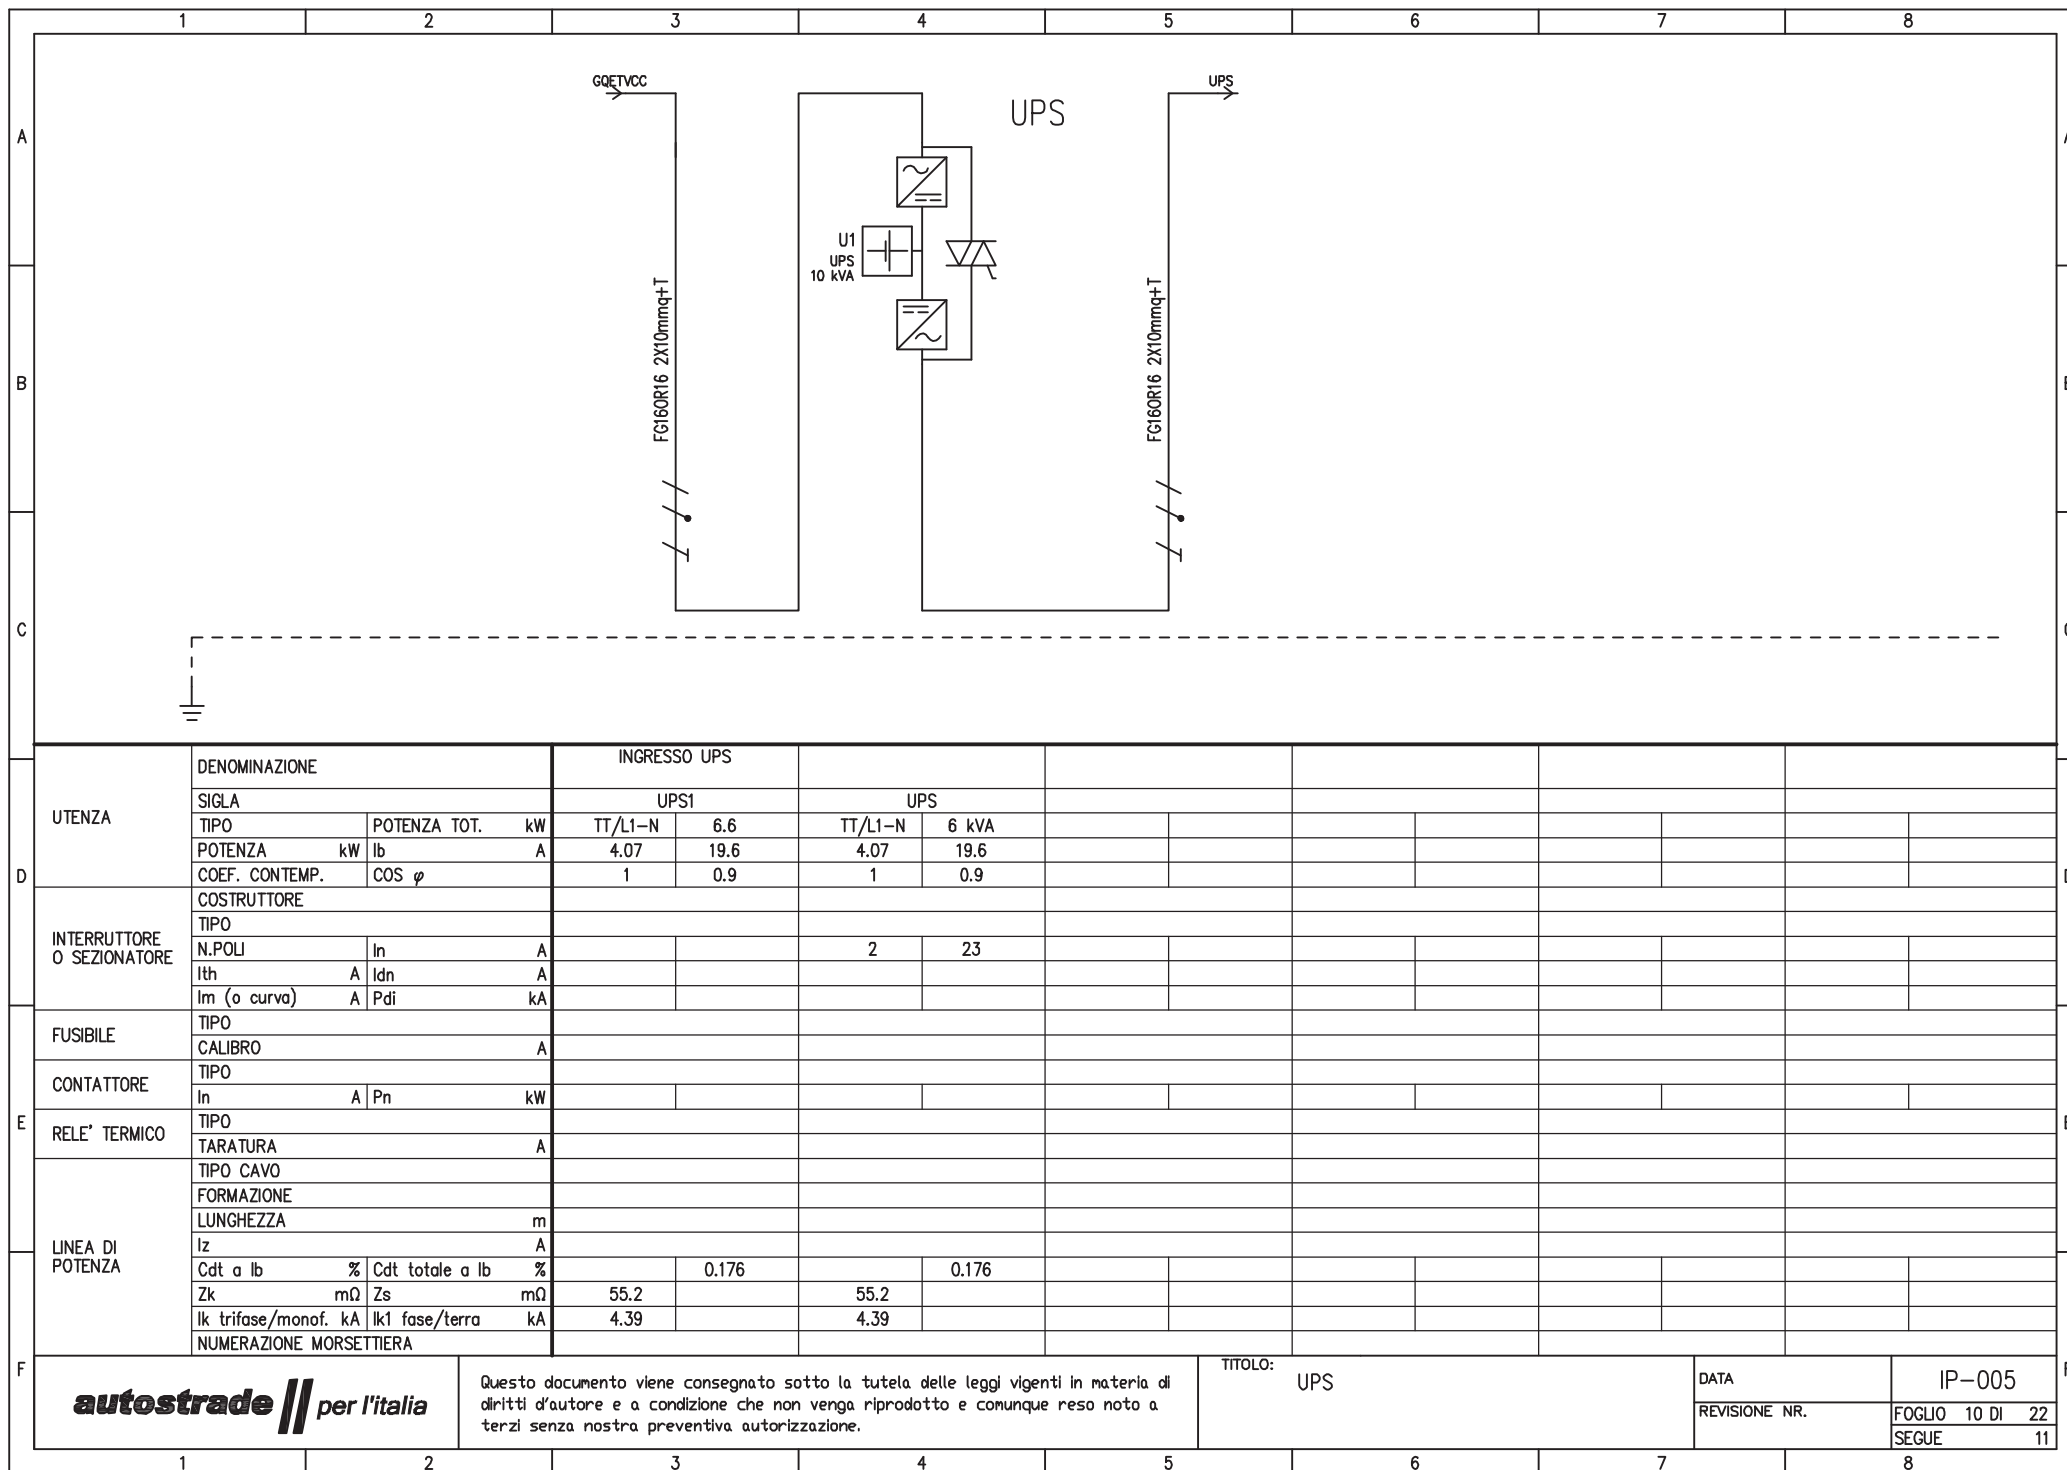 1 2 3 4 5 6 7 8
GQETVCC
UPS
UPS
A
U1
UPS
10 kVA
FG16OR16 2X10mmq+T
FG16OR16 2X10mmq+T
B
C
UTENZA
DENOMINAZIONE INGRESSO UPS
SIGLA UPS1 UPS
TIPO POTENZA TOT. kW TT/L1-N 6.6 TT/L1-N 6 kVA
POTENZA kW Ib A 4.07 19.6 4.07 19.6
D
COEF. CONTEMP. COS φ 1 0.9 1 0.9
INTERRUTTORE
O SEZIONATORE
COSTRUTTORE
TIPO
N.POLI In A 2 23
Ith A Idn A
Im (o curva) A Pdi kA
FUSIBILE
TIPO
CALIBRO A
CONTATTORE
TIPO
In A Pn kW
E
RELE' TERMICO
TIPO
TARATURA A
LINEA DI
POTENZA
TIPO CAVO
FORMAZIONE
LUNGHEZZA m
Iz A
Cdt a Ib % Cdt totale a Ib % 0.176 0.176
Zk mΩ Zs mΩ 55.2 55.2
Ik trifase/monof. kA Ik1 fase/terra kA 4.39 4.39
NUMERAZIONE MORSETTIERA
F
autostrade per l'italia
Questo documento viene consegnato sotto la tutela delle leggi vigenti in materia di
diritti d'autore e a condizione che non venga riprodotto e comunque reso noto a
terzi senza nostra preventiva autorizzazione.
TITOLO:
UPS
DATA
REVISIONE NR.
IP-005
FOGLIO 10 DI 22
SEGUE 11
1 2 3 4 5 6 7 8